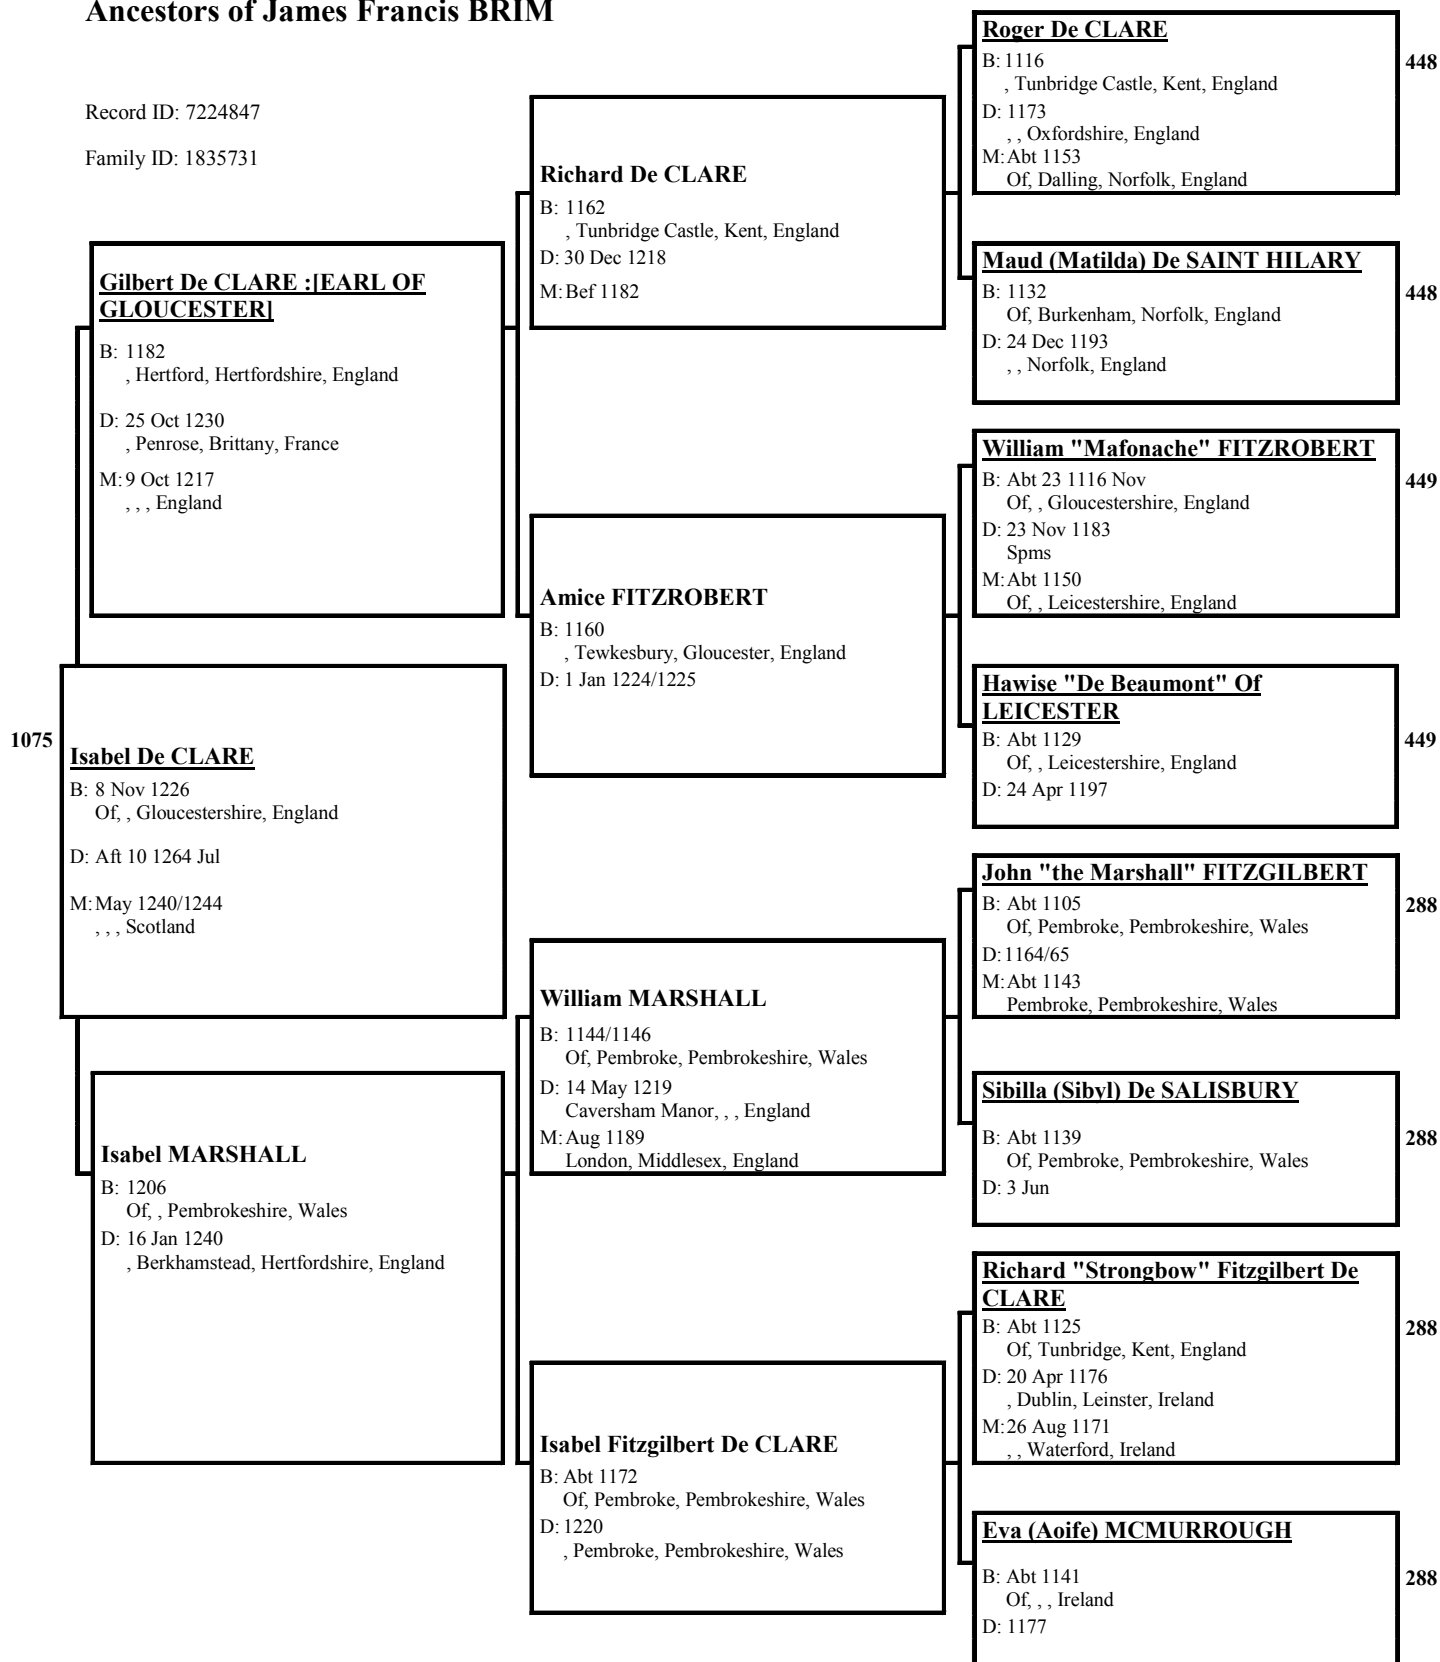 Ancestors of James Francis BRIM
Record ID: 7224847
Family ID: 1835731
1075
Isabel De CLARE
B: 8 Nov 1226
Of, , Gloucestershire, England
D: Aft 10 1264 Jul
M: May 1240/1244
, , , Scotland
Gilbert De CLARE :[EARL OF
GLOUCESTER]
B: 1182
, Hertford, Hertfordshire, England
D: 25 Oct 1230
, Penrose, Brittany, France
M: 9 Oct 1217
, , , England
Isabel MARSHALL
B: 1206
Of, , Pembrokeshire, Wales
D: 16 Jan 1240
, Berkhamstead, Hertfordshire, England
Richard De CLARE
B: 1162
, Tunbridge Castle, Kent, England
D: 30 Dec 1218
M: Bef 1182
Amice FITZROBERT
B: 1160
, Tewkesbury, Gloucester, England
D: 1 Jan 1224/1225
William MARSHALL
B: 1144/1146
Of, Pembroke, Pembrokeshire, Wales
D: 14 May 1219
Caversham Manor, , , England
M: Aug 1189
London, Middlesex, England
Isabel Fitzgilbert De CLARE
B: Abt 1172
Of, Pembroke, Pembrokeshire, Wales
D: 1220
, Pembroke, Pembrokeshire, Wales
Roger De CLARE
B: 1116
, Tunbridge Castle, Kent, England
D: 1173
, , Oxfordshire, England
M: Abt 1153
Of, Dalling, Norfolk, England
448
Maud (Matilda) De SAINT HILARY
B: 1132
Of, Burkenham, Norfolk, England
D: 24 Dec 1193
, , Norfolk, England
448
William "Mafonache" FITZROBERT
B: Abt 23 1116 Nov
Of, , Gloucestershire, England
D: 23 Nov 1183
Spms
M: Abt 1150
Of, , Leicestershire, England
449
Hawise "De Beaumont" Of
LEICESTER
B: Abt 1129
Of, , Leicestershire, England
D: 24 Apr 1197
449
John "the Marshall" FITZGILBERT
B: Abt 1105
Of, Pembroke, Pembrokeshire, Wales
D: 1164/65
M: Abt 1143
Pembroke, Pembrokeshire, Wales
288
Sibilla (Sibyl) De SALISBURY
B: Abt 1139
Of, Pembroke, Pembrokeshire, Wales
D: 3 Jun
288
Richard "Strongbow" Fitzgilbert De
CLARE
B: Abt 1125
Of, Tunbridge, Kent, England
D: 20 Apr 1176
, Dublin, Leinster, Ireland
M: 26 Aug 1171
, , Waterford, Ireland
288
Eva (Aoife) MCMURROUGH
B: Abt 1141
Of, , , Ireland
D: 1177
288